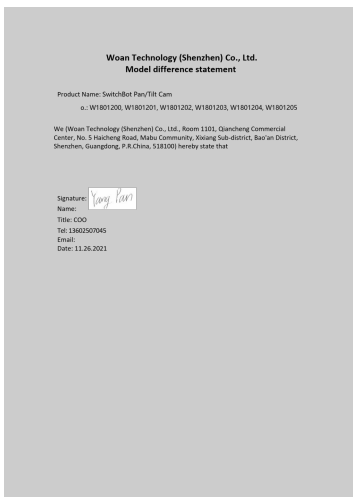 Woan Technology (Shenzhen) Co., Ltd.
Model difference statement
Product Name: SwitchBot Pan/Tilt Cam
o.: W1801200, W1801201, W1801202, W1801203, W1801204, W1801205
We (Woan Technology (Shenzhen) Co., Ltd., Room 1101, Qiancheng Commercial
Center, No. 5 Haicheng Road, Mabu Community, Xixiang Sub-district, Bao'an District,
Shenzhen, Guangdong, P.R.China, 518100) hereby state that
Signature: Yang Pan
Name:
Title: COO
Tel: 13602507045
Email:
Date: 11.26.2021